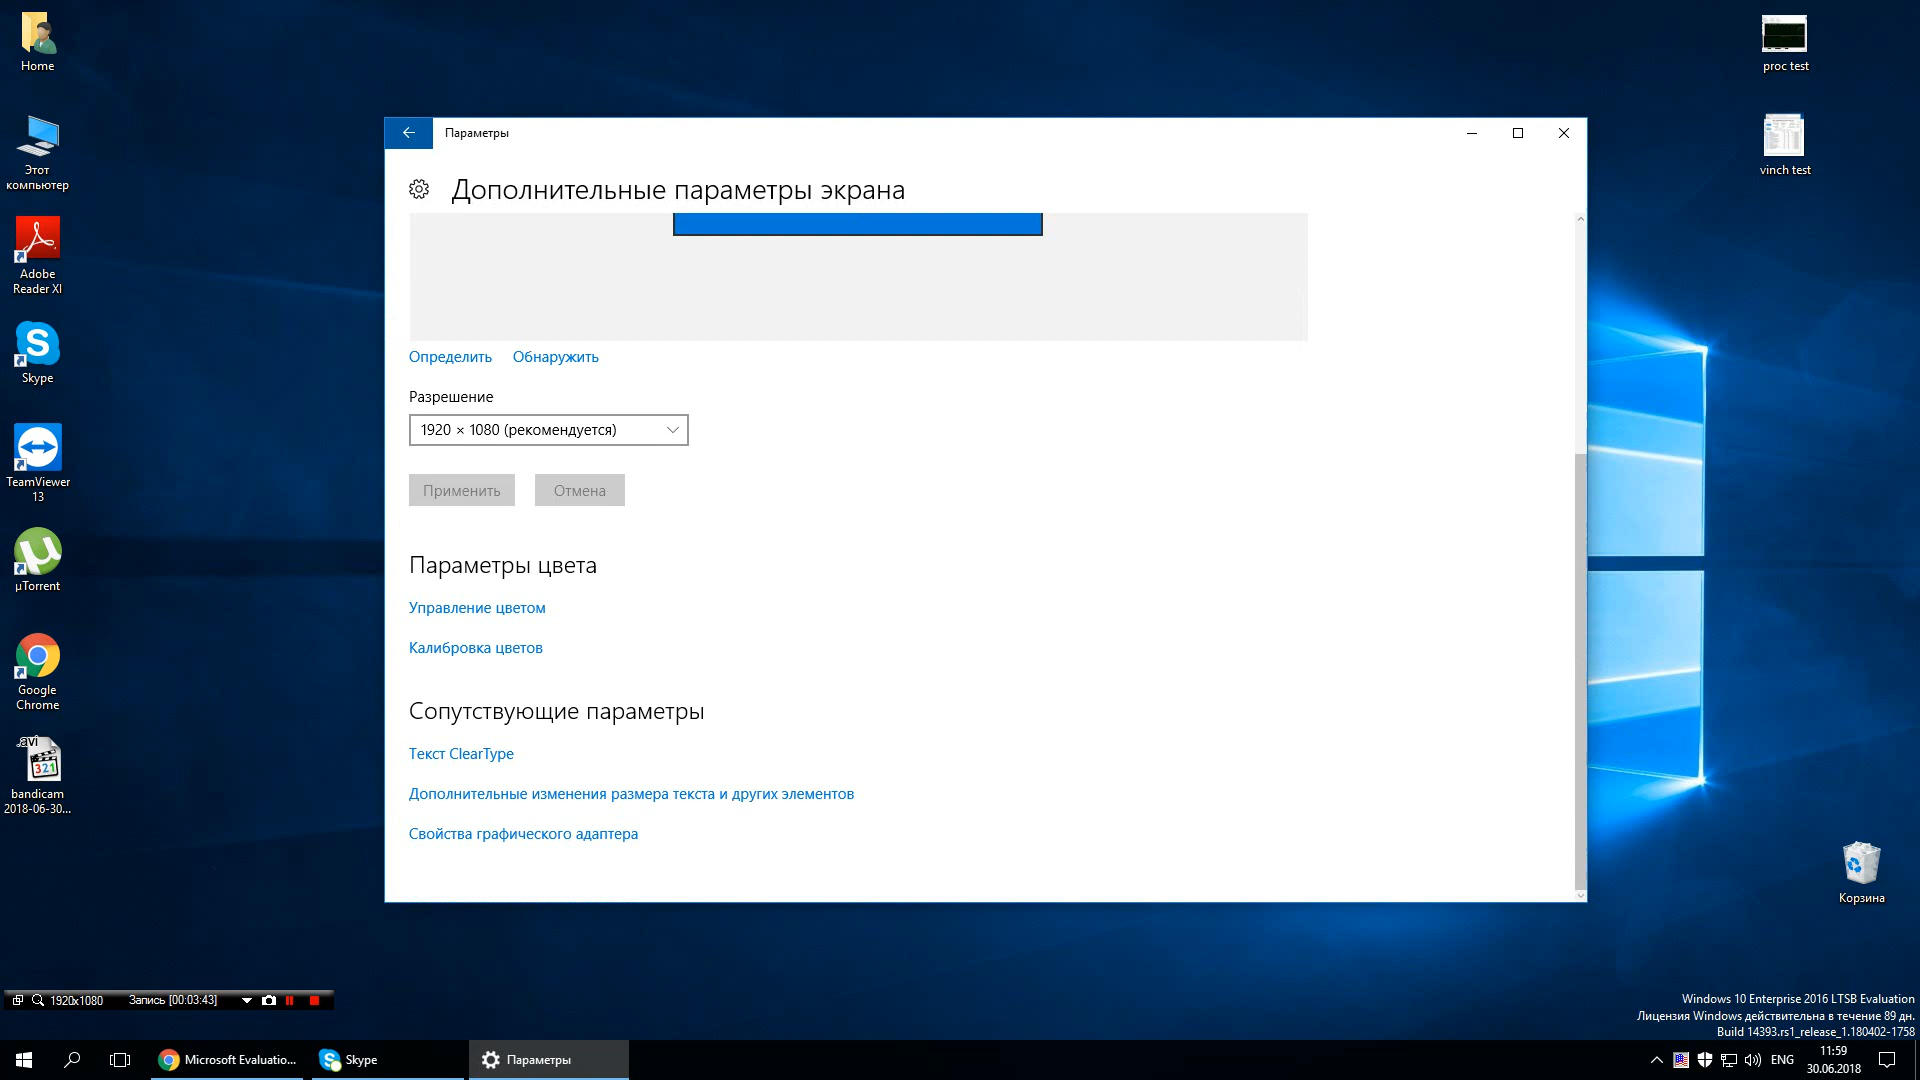 Home
Этот
компьютер
Adobe
Reader XI
Skype
TeamViewer
13
µTorrent
Google
Chrome
.avi
321
bandicam
2018-06-30...
proc test
vinch test
Корзина
Параметры
Дополнительные параметры экрана
Определить Обнаружить
Разрешение
1920 × 1080 (рекомендуется)
Применить Отмена
Параметры цвета
Управление цветом
Калибровка цветов
Сопутствующие параметры
Текст ClearType
Дополнительные изменения размера текста и других элементов
Свойства графического адаптера
1920x1080 Запись [00:03:43]
Windows 10 Enterprise 2016 LTSB Evaluation
Лицензия Windows действительна в течение 89 дн.
Build 14393.rs1_release_1.180402-1758
Microsoft Evaluatio... Skype Параметры
ENG
11:59
30.06.2018